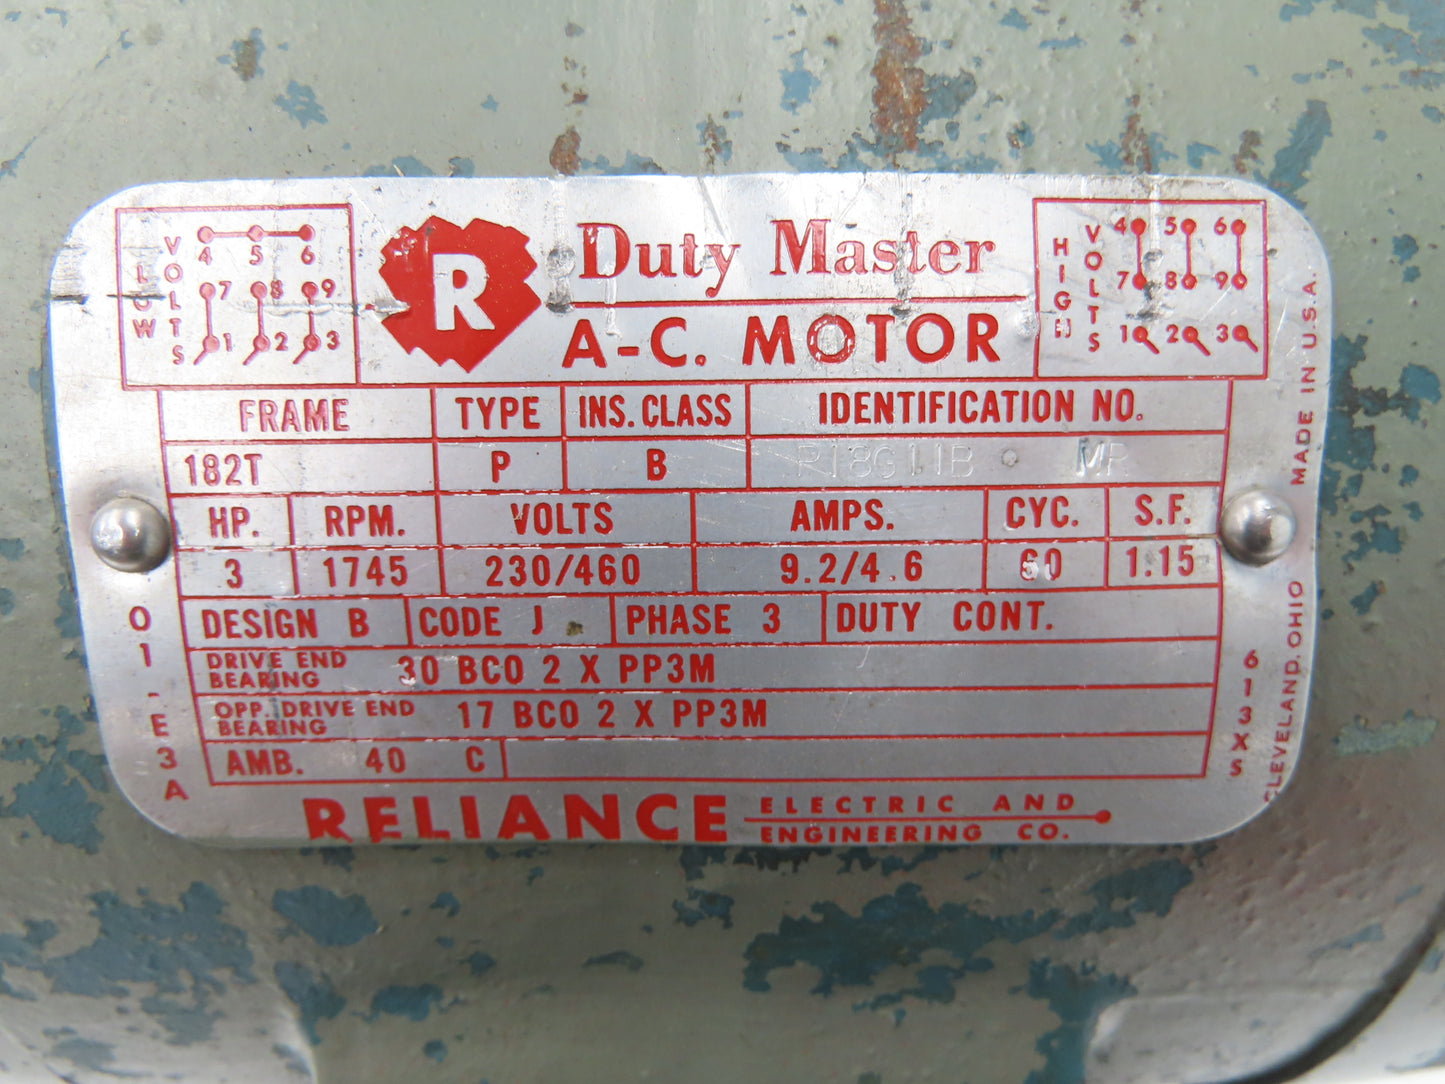 LOW VOLTS
4 5 6
7 8 9
1 2 3
R
Duty Master
A-C. MOTOR
HIGH VOLTS
4 5 6
7 8 9
1 2 3
FRAME TYPE INS. CLASS IDENTIFICATION NO.
182T P B P18G11B MR
HP. RPM. VOLTS AMPS. CYC. S.F.
3 1745 230/460 9.2/4.6 60 1.15
DESIGN B CODE J PHASE 3 DUTY CONT.
DRIVE END BEARING 30 BCO 2 X PP3M
OPP. DRIVE END BEARING 17 BCO 2 X PP3M
AMB. 40 C
RELIANCE ELECTRIC AND
ENGINEERING CO.
01-E3A
613XS
CLEVELAND, OHIO MADE IN U.S.A.